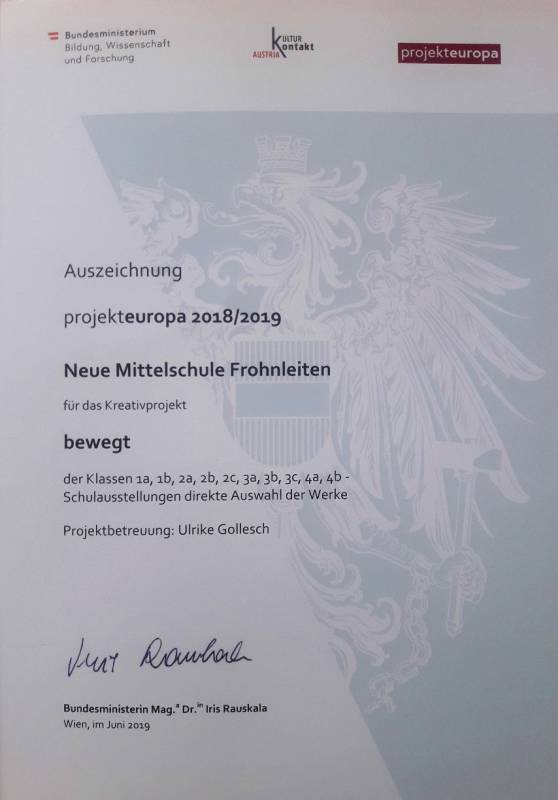 Bundesministerium
Bildung, Wissenschaft
und Forschung
KULTUR
Kontakt
AUSTRIA
projekteuropa
Auszeichnung
projekteuropa 2018/2019
Neue Mittelschule Frohnleiten
für das Kreativprojekt
bewegt
der Klassen 1a, 1b, 2a, 2b, 2c, 3a, 3b, 3c, 4a, 4b -
Schulausstellungen direkte Auswahl der Werke
Projektbetreuung: Ulrike Gollesch
Iris Rauskala
Bundesministerin Mag.ª Dr.ⁱⁿ Iris Rauskala
Wien, im Juni 2019